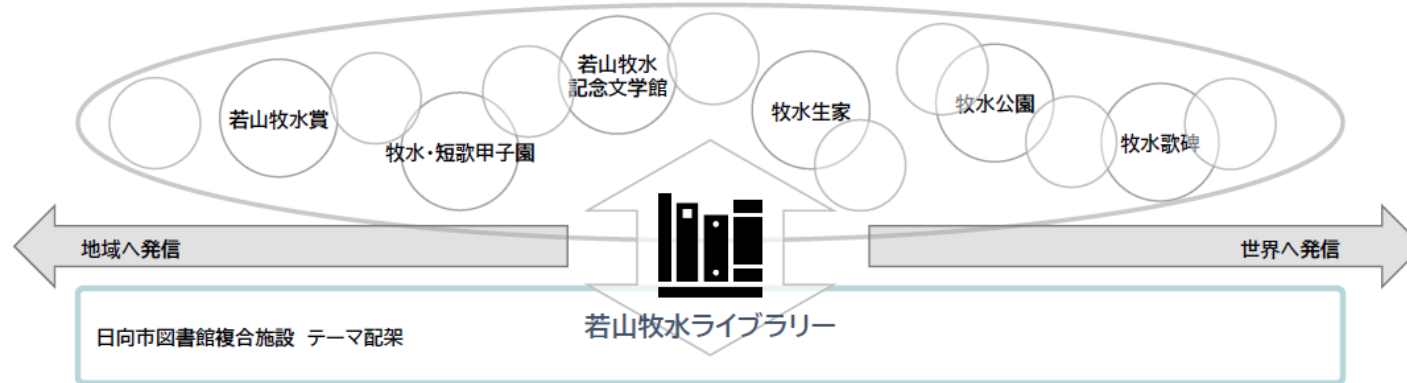 若山牧水賞
牧水・短歌甲子園
若山牧水
記念文学館
牧水生家
牧水公園
牧水歌碑
地域へ発信
世界へ発信
若山牧水ライブラリー
日向市図書館複合施設 テーマ配架